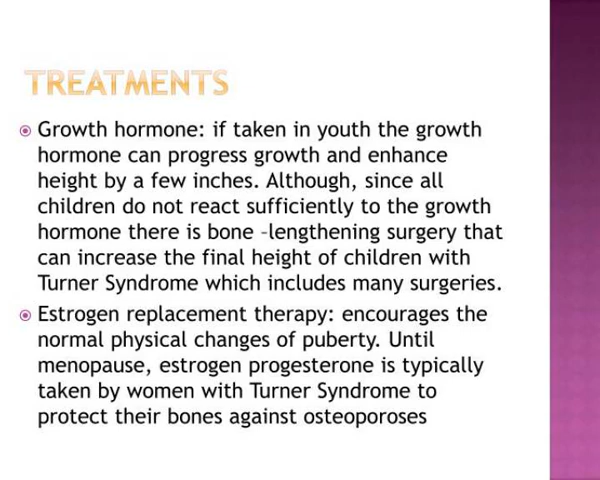 TREATMENTS
Growth hormone: if taken in youth the growth
hormone can progress growth and enhance
height by a few inches. Although, since all
children do not react sufficiently to the growth
hormone there is bone –lengthening surgery that
can increase the final height of children with
Turner Syndrome which includes many surgeries.
Estrogen replacement therapy: encourages the
normal physical changes of puberty. Until
menopause, estrogen progesterone is typically
taken by women with Turner Syndrome to
protect their bones against osteoporoses